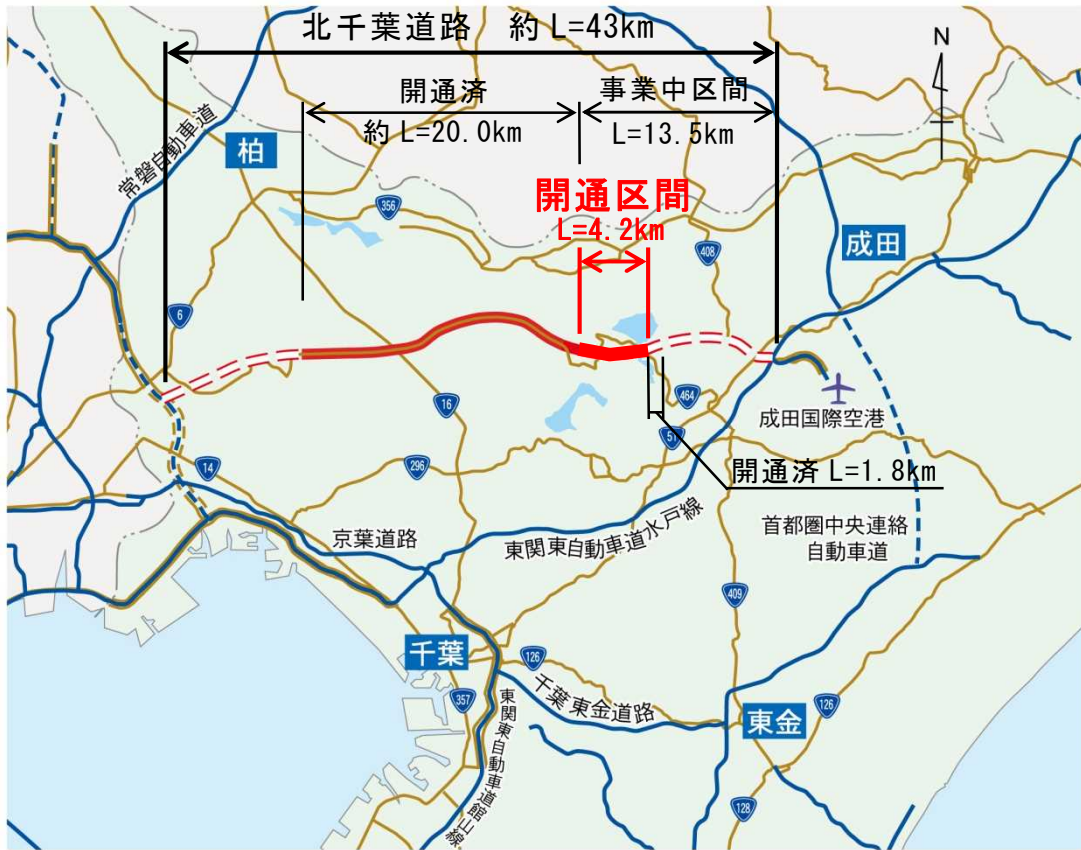 北千葉道路 約L=43km
N
開通済
事業中区間
約 L=20.0km
L=13.5km
常磐自動車道
柏
開通区間
L=4.2km
356
408
成田
6
16
464
成田国際空港
51
14
296
開通済 L=1.8km
京葉道路
東関東自動車道水戸線
首都圏中央連絡
自動車道
409
千葉
126
357
千葉東金道路
東関東自動車道館山線
126
東金
128